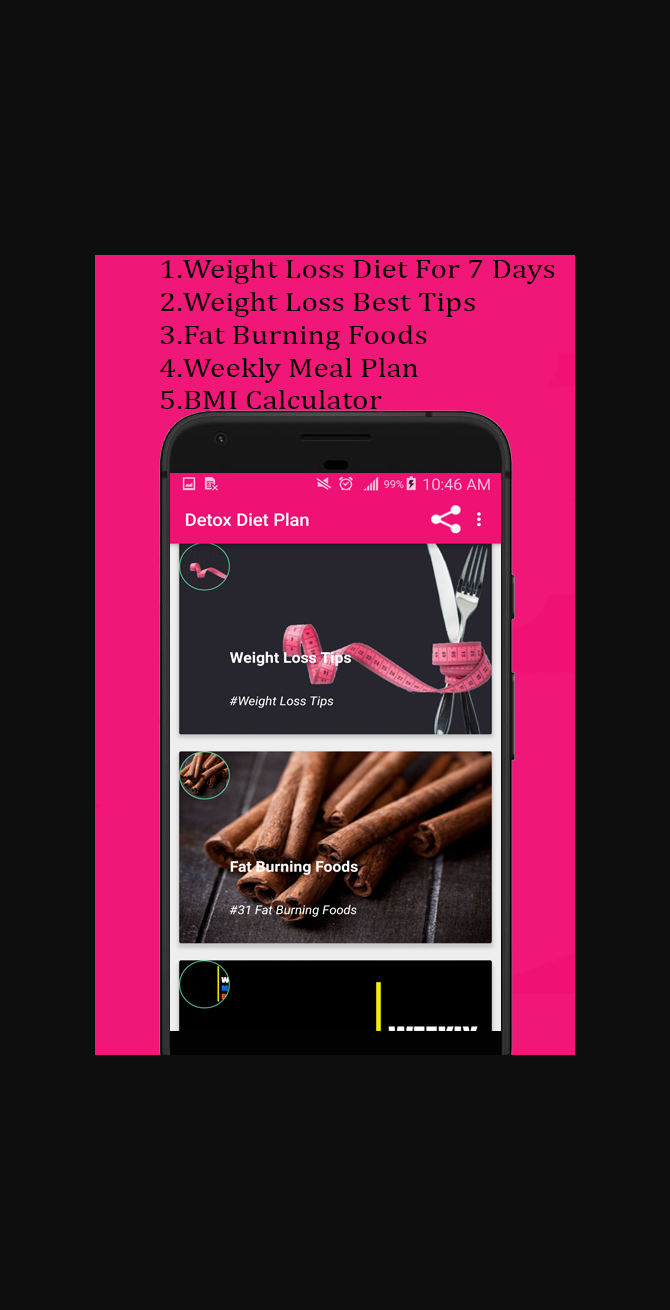 1.Weight Loss Diet For 7 Days
2.Weight Loss Best Tips
3.Fat Burning Foods
4.Weekly Meal Plan
5.BMI Calculator
99% 10:46 AM
Detox Diet Plan
Weight Loss Tips
#Weight Loss Tips
Fat Burning Foods
#31 Fat Burning Foods
WEEKLY